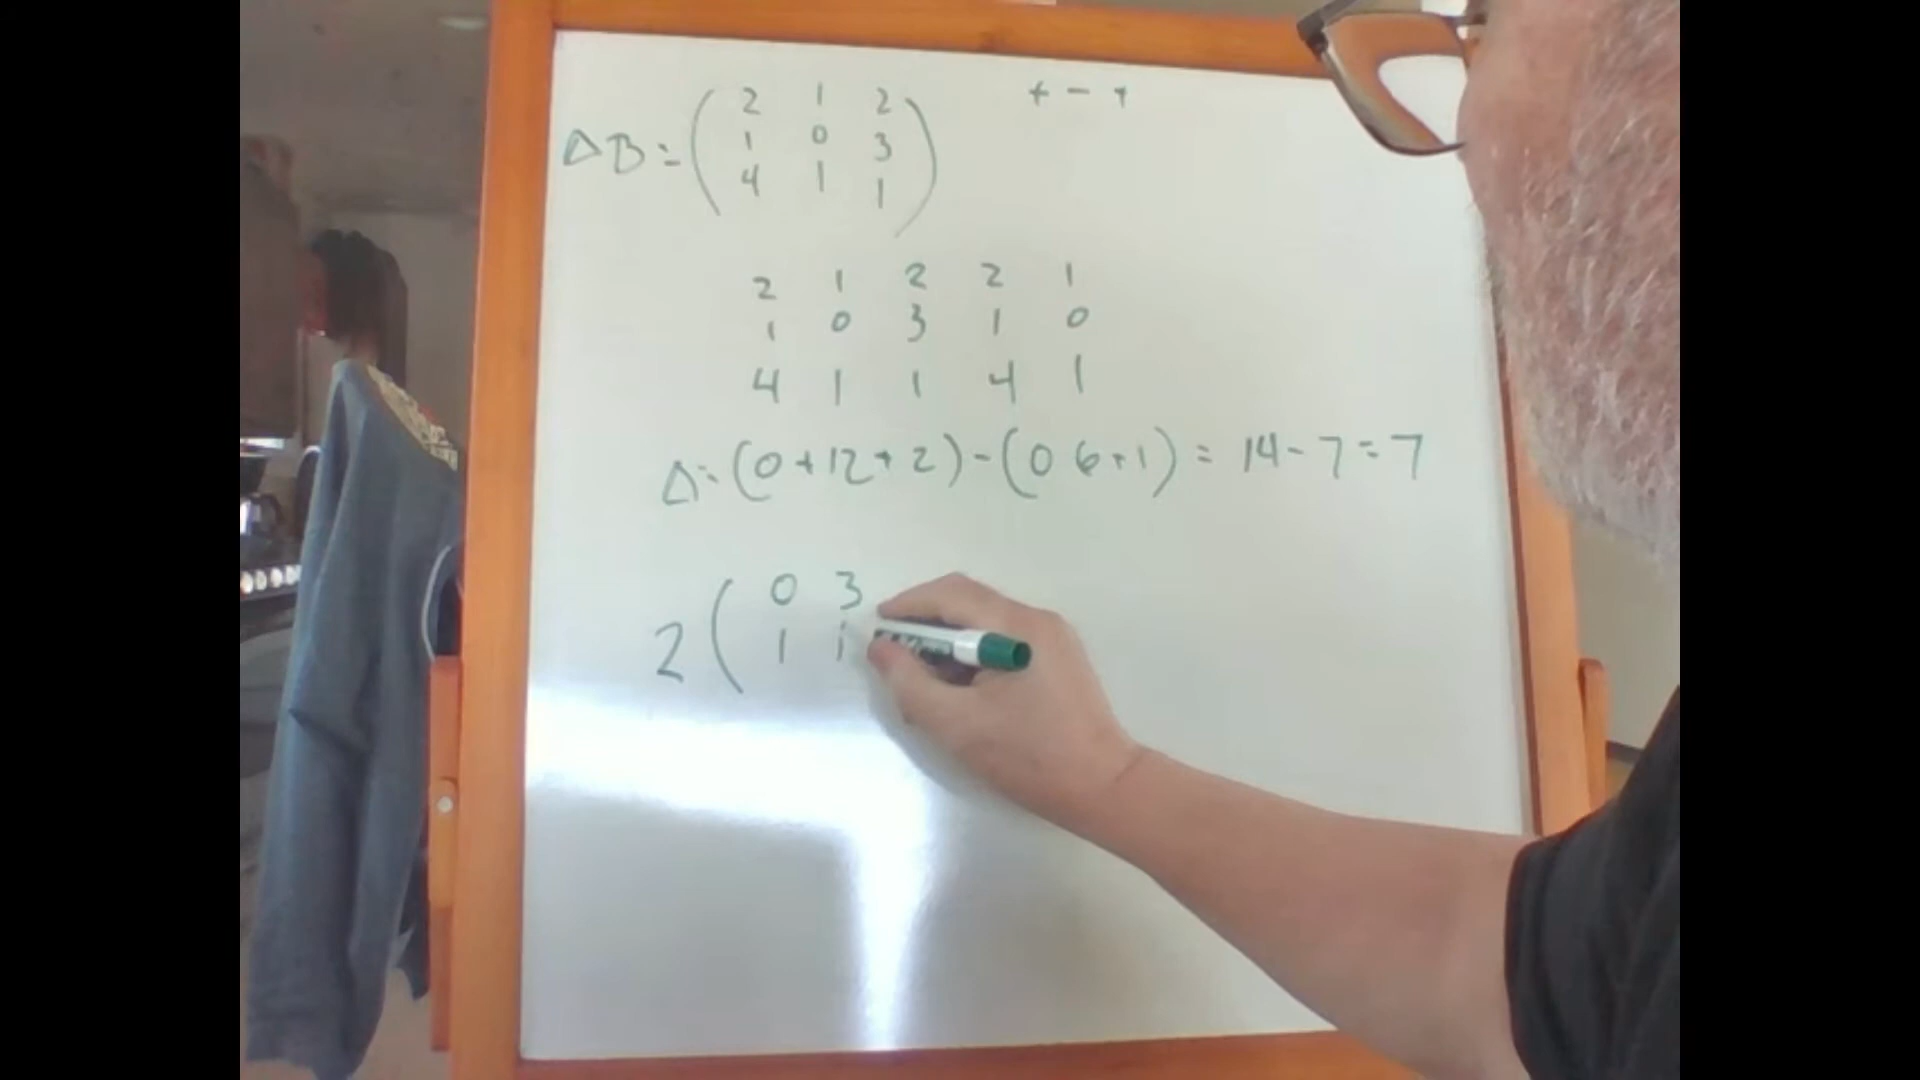 + - +
ΔB = ( 2 1 2
1 0 3
4 1 1 )
2 1 2 2 1
1 0 3 1 0
4 1 1 4 1
Δ = (0 + 12 + 2) - (0 6 + 1) = 14 - 7 = 7
2 ( 0 3
1 1